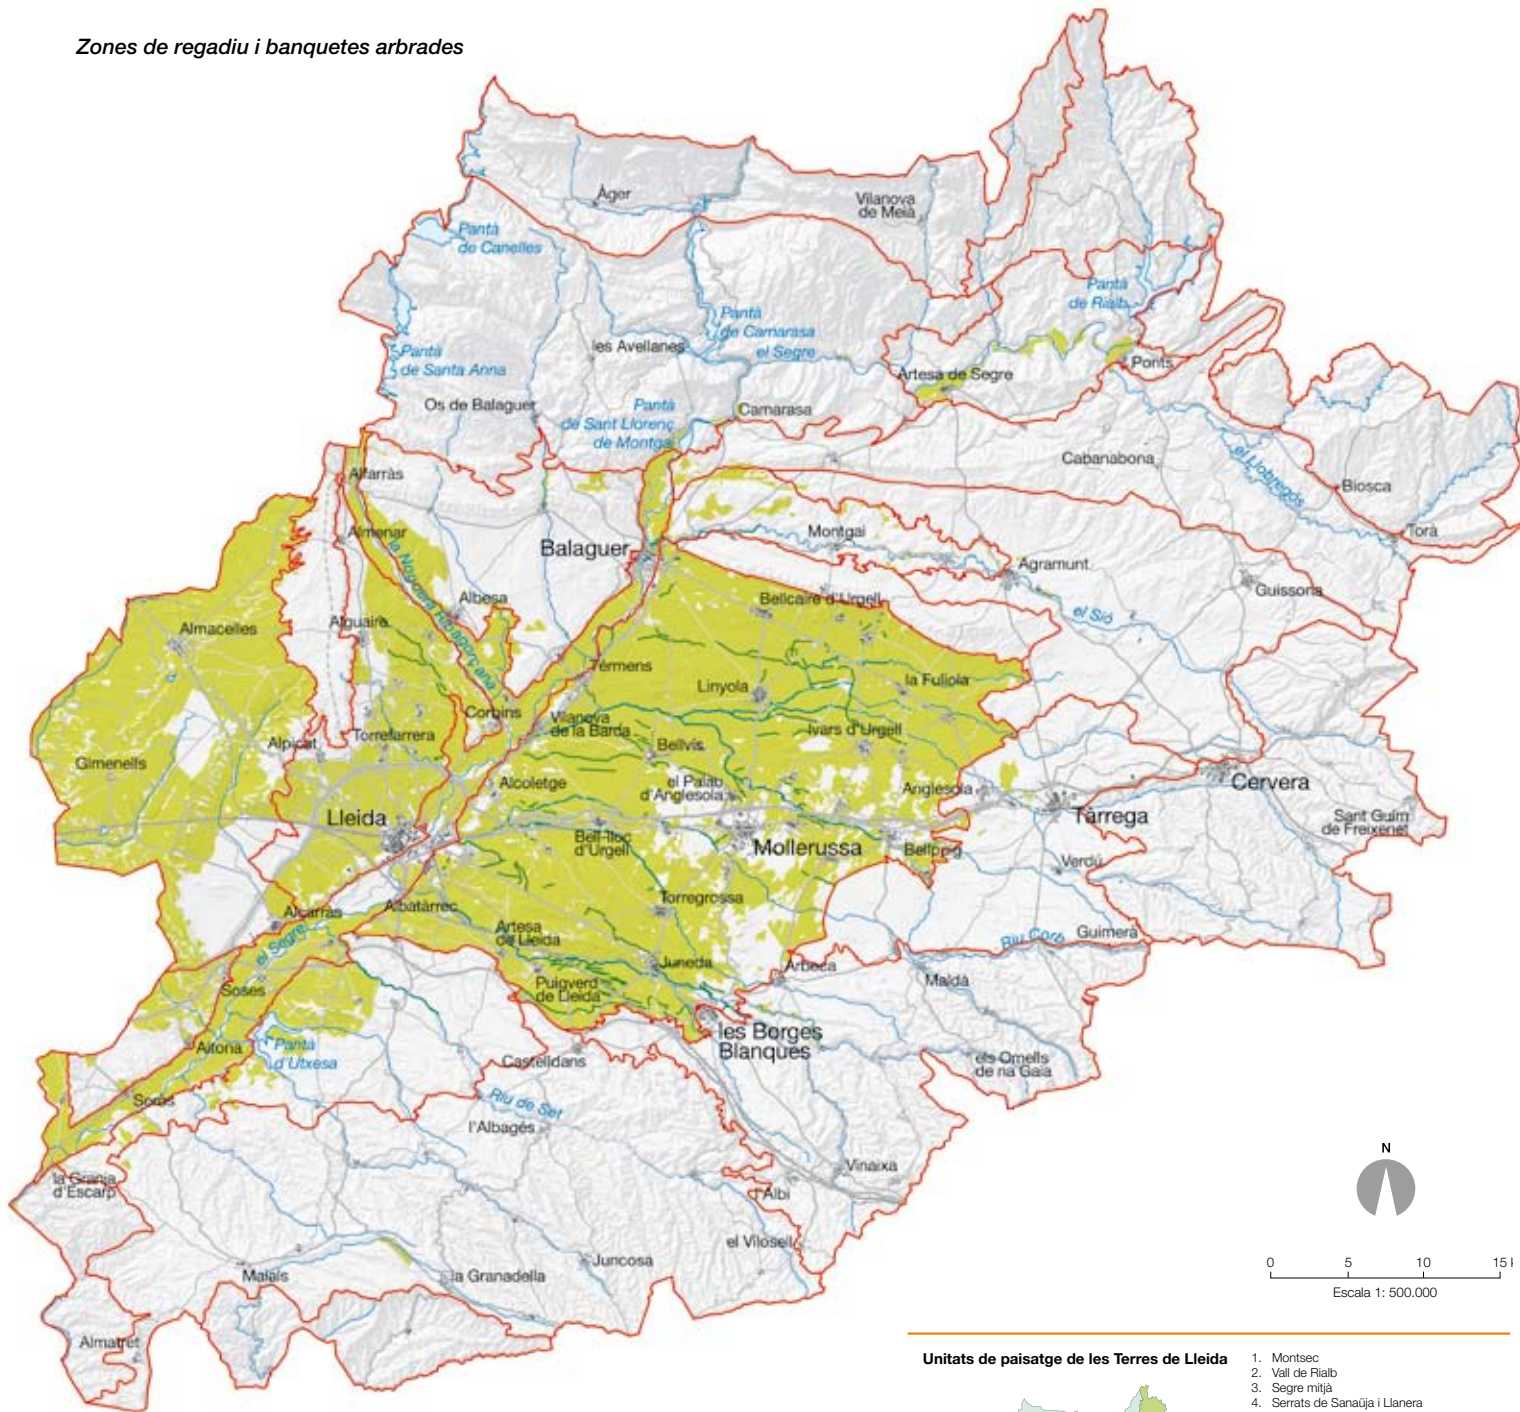 Zones de regadiu i banquetes arbrades
Àger
Vilanova
de Meià
Pantà
de Canelles
Pantà
de Rialb
Pantà
de Camarasa
el Segre
les Avellanes
Pantà
de Santa Anna
Artesa de Segre
Ponts
Os de Balaguer
Pantà
de Sant Llorenç
de Montgai
Camarasa
Cabanabona
el Llobregós
Biosca
Alfarràs
Torà
Almenar
Balaguer
Montgai
Agramunt
Guissona
la Noguera Ribagorçana
Albesa
Bellcaire d'Urgell
el Sió
Almacelles
Alguaire
Térmens
Linyola
la Fuliola
Corbins
Vilanova
de la Barda
Ivars d'Urgell
Alpicat
Torrefarrera
Bellvís
Gimenells
Alcoletge
el Palau
d'Anglesola
Anglesola
Cervera
Lleida
Tàrrega
Sant Guim
de Freixenet
Bell-lloc
d'Urgell
Mollerussa
Bellpuig
Verdú
Torregrossa
Alcarràs
Albatàrrec
Artesa
de Lleida
el Segre
Riu Corb
Guimerà
Juneda
Arbeca
Soses
Puigverd
de Lleida
Maldà
Aitona
Pantà
d'Utxesa
les Borges
Blanques
Castelldans
els Omells
de na Gaia
Seròs
Riu de Set
l'Albagés
la Granja
d'Escarp
Vinaixa
l'Albi
el Vilosell
Juncosa
Maials
la Granadella
Almatret
N
0 5 10 15
Escala 1: 500.000
Unitats de paisatge de les Terres de Lleida
1. Montsec
2. Vall de Rialb
3. Segre mitjà
4. Serrats de Sanaüja i Llanera